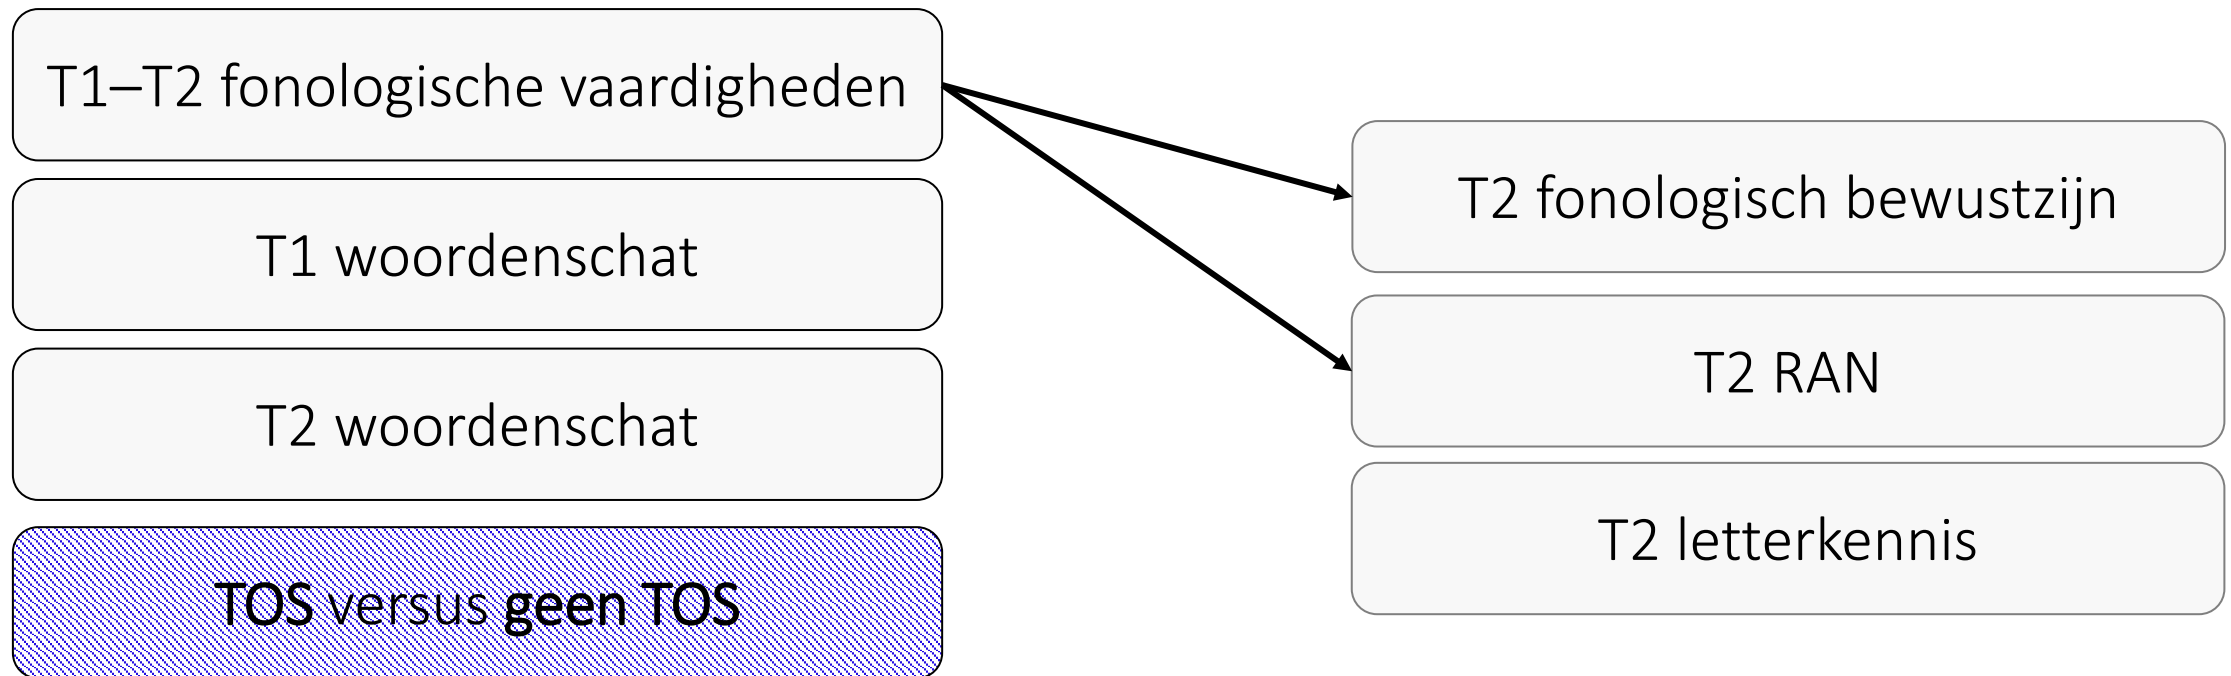 T1–T2 fonologische vaardigheden
T1 woordenschat
T2 woordenschat
TOS versus geen TOS
T2 fonologisch bewustzijn
T2 RAN
T2 letterkennis